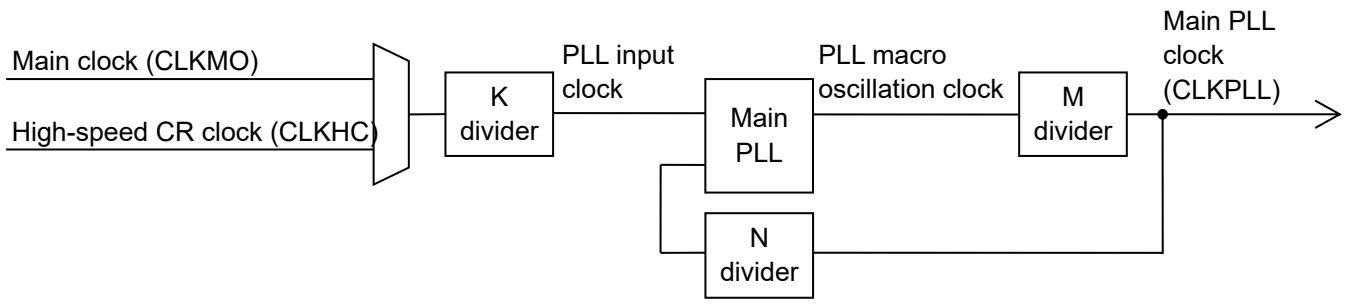 Main clock (CLKMO)
High-speed CR clock (CLKHC)
K
divider
PLL input
clock
Main
PLL
PLL macro
oscillation clock
M
divider
Main PLL
clock
(CLKPLL)
N
divider